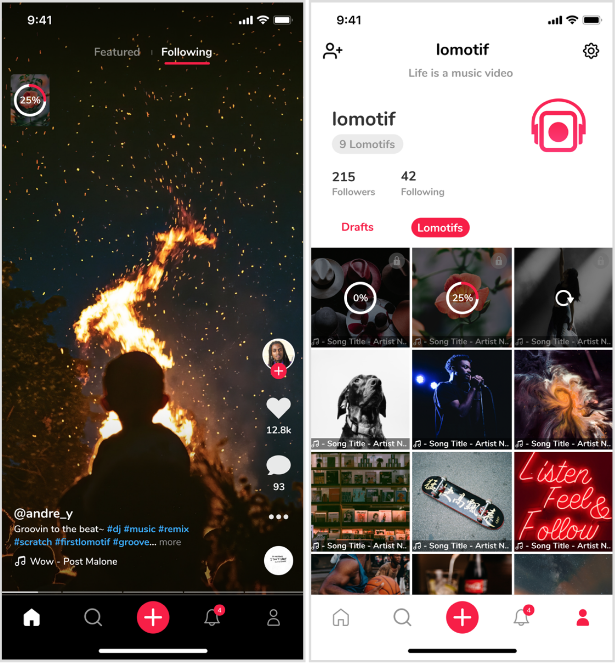 9:41
Featured
Following
25%
12.8k
93
@andre_y
Groovin to the beat~ #dj #music #remix
#scratch #firstlomotif #groove... more
Wow - Post Malone
4
9:41
lomotif
Life is a music video
lomotif
9 Lomotifs
215
Followers
42
Following
Drafts
Lomotifs
0%
25%
- Song Title - Artist N..
- Song Title - Artist N..
- Song Title - Artist N..
- Song Title - Artist N..
- Song Title - Artist N..
- Song Title - Artist N..
Listen
Feel &
Follow
- Song Title - Artist N..
- Song Title - Artist N..
- Song Title - Artist N..
4